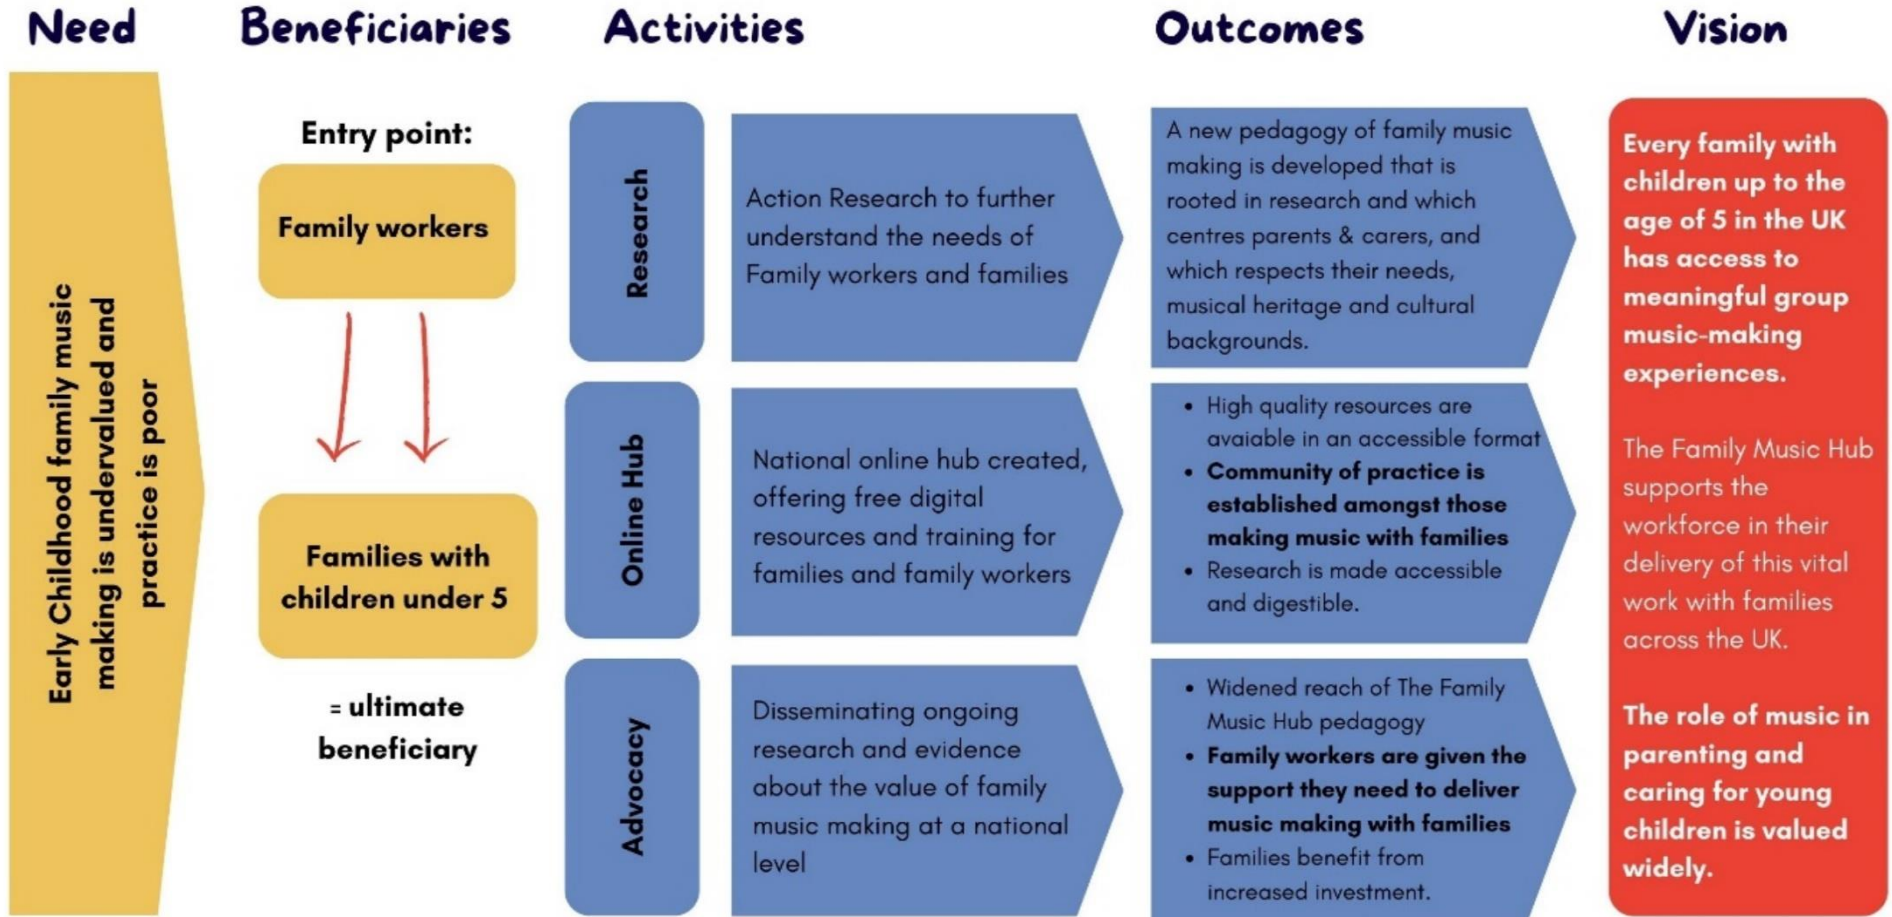 Need
Beneficiaries
Activities
Outcomes
Vision
Early Childhood family music
making is undervalued and
practice is poor
Entry point:
Family workers
Families with
children under 5
= ultimate
beneficiary
Research
Action Research to further
understand the needs of
Family workers and families
A new pedagogy of family music
making is developed that is
rooted in research and which
centres parents & carers, and
which respects their needs,
musical heritage and cultural
backgrounds.
Online Hub
National online hub created,
offering free digital
resources and training for
families and family workers
• High quality resources are
avaiable in an accessible format
• Community of practice is
established amongst those
making music with families
• Research is made accessible
and digestible.
Advocacy
Disseminating ongoing
research and evidence
about the value of family
music making at a national
level
• Widened reach of The Family
Music Hub pedagogy
• Family workers are given the
support they need to deliver
music making with families
• Families benefit from
increased investment.
Every family with
children up to the
age of 5 in the UK
has access to
meaningful group
music-making
experiences.
The Family Music Hub
supports the
workforce in their
delivery of this vital
work with families
across the UK.
The role of music in
parenting and
caring for young
children is valued
widely.